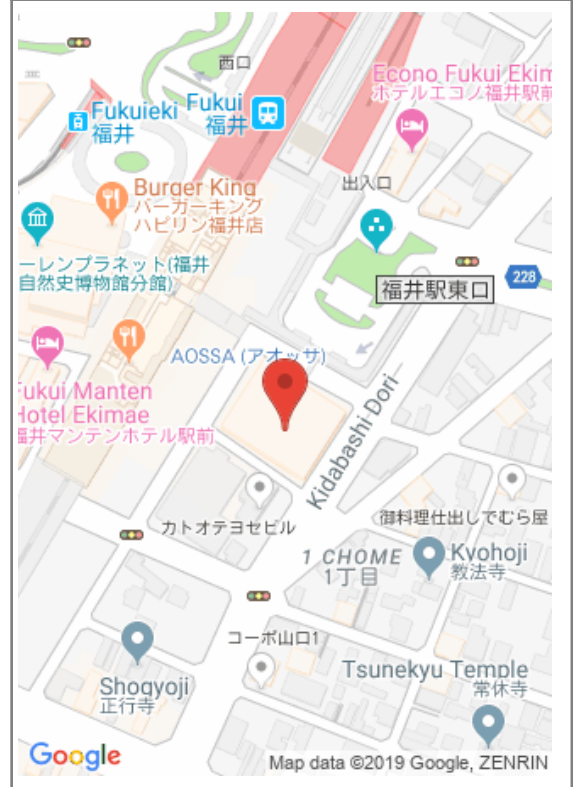 西口
Econo Fukui Ekim
ホテルエコノ福井駅前
Fukuieki
福井
Fukui
福井
出入口
Burger King
バーガーキング
ハピリン福井店
ーレンプラネット(福井
自然史博物館分館)
228
福井駅東口
AOSSA (アオッサ)
Fukui Manten
Hotel Ekimae
福井マンテンホテル駅前
Kidabashi-Dori
カトオテヨセビル
御料理仕出しでむら屋
1 CHOME
1丁目
Kyohoji
教法寺
コーポ山口1
Shogyoji
正行寺
Tsunekyu Temple
常休寺
Google
Map data ©2019 Google, ZENRIN